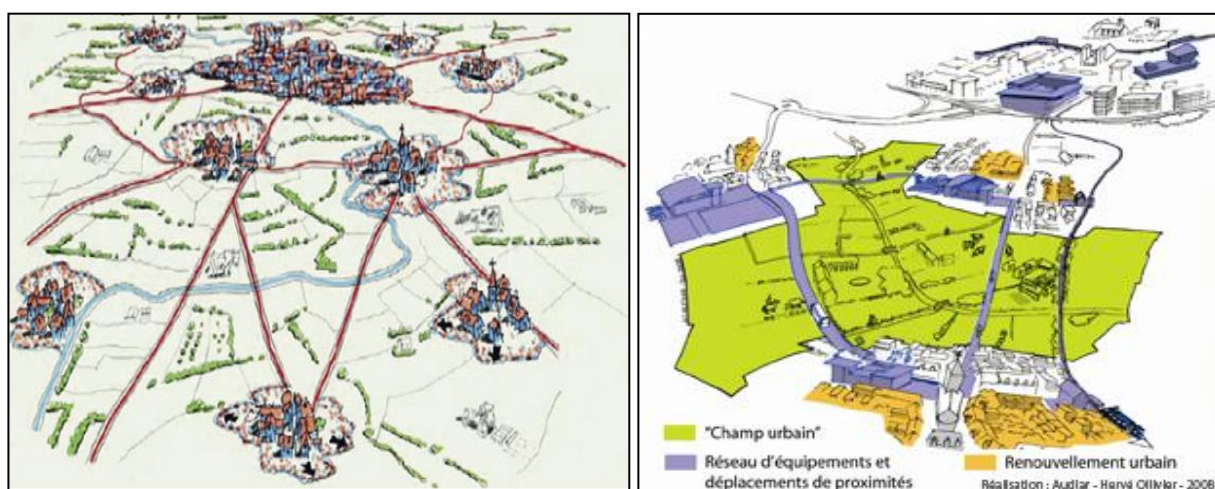 "Champ urbain"
Réseau d'équipements et
déplacements de proximités
Renouvellement urbain
Réalisation : Audiar - Hervé Ollivier - 2008